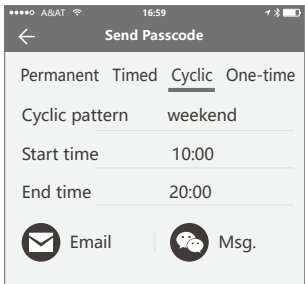 A&AT 16:59
Send Passcode
Permanent Timed Cyclic One-time
Cyclic pattern weekend
Start time 10:00
End time 20:00
Email Msg.